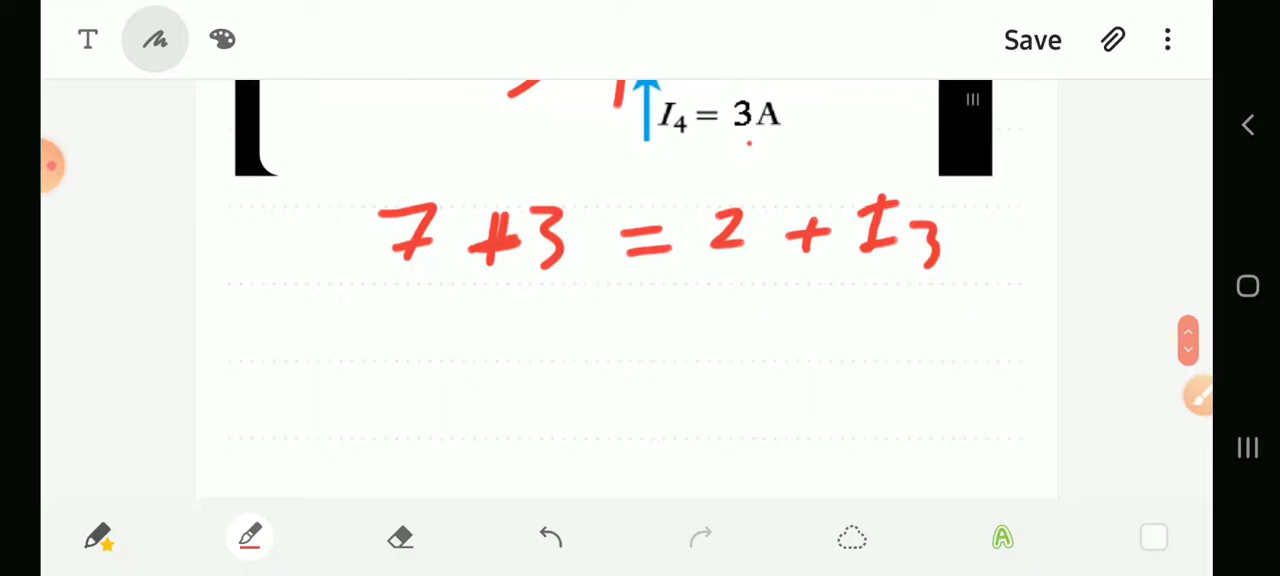 T Save
I₄ = 3A
7 + 3 = 2 + I₃
A